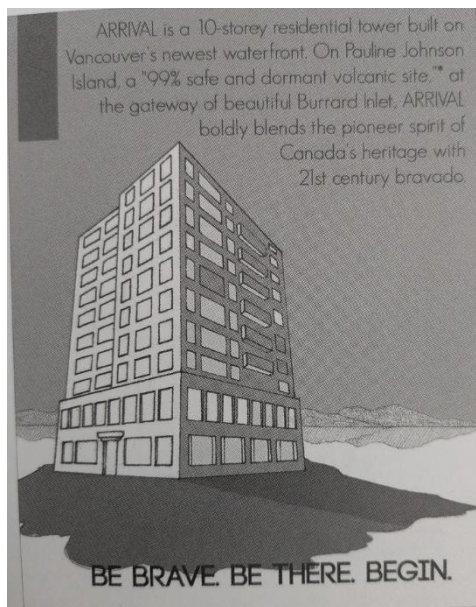 ARRIVAL is a 10-storey residential tower built on
Vancouver's newest waterfront. On Pauline Johnson
Island, a "99% safe and dormant volcanic site,"* at
the gateway of beautiful Burrard Inlet, ARRIVAL
boldly blends the pioneer spirit of
Canada's heritage with
21st century bravado.
BE BRAVE. BE THERE. BEGIN.